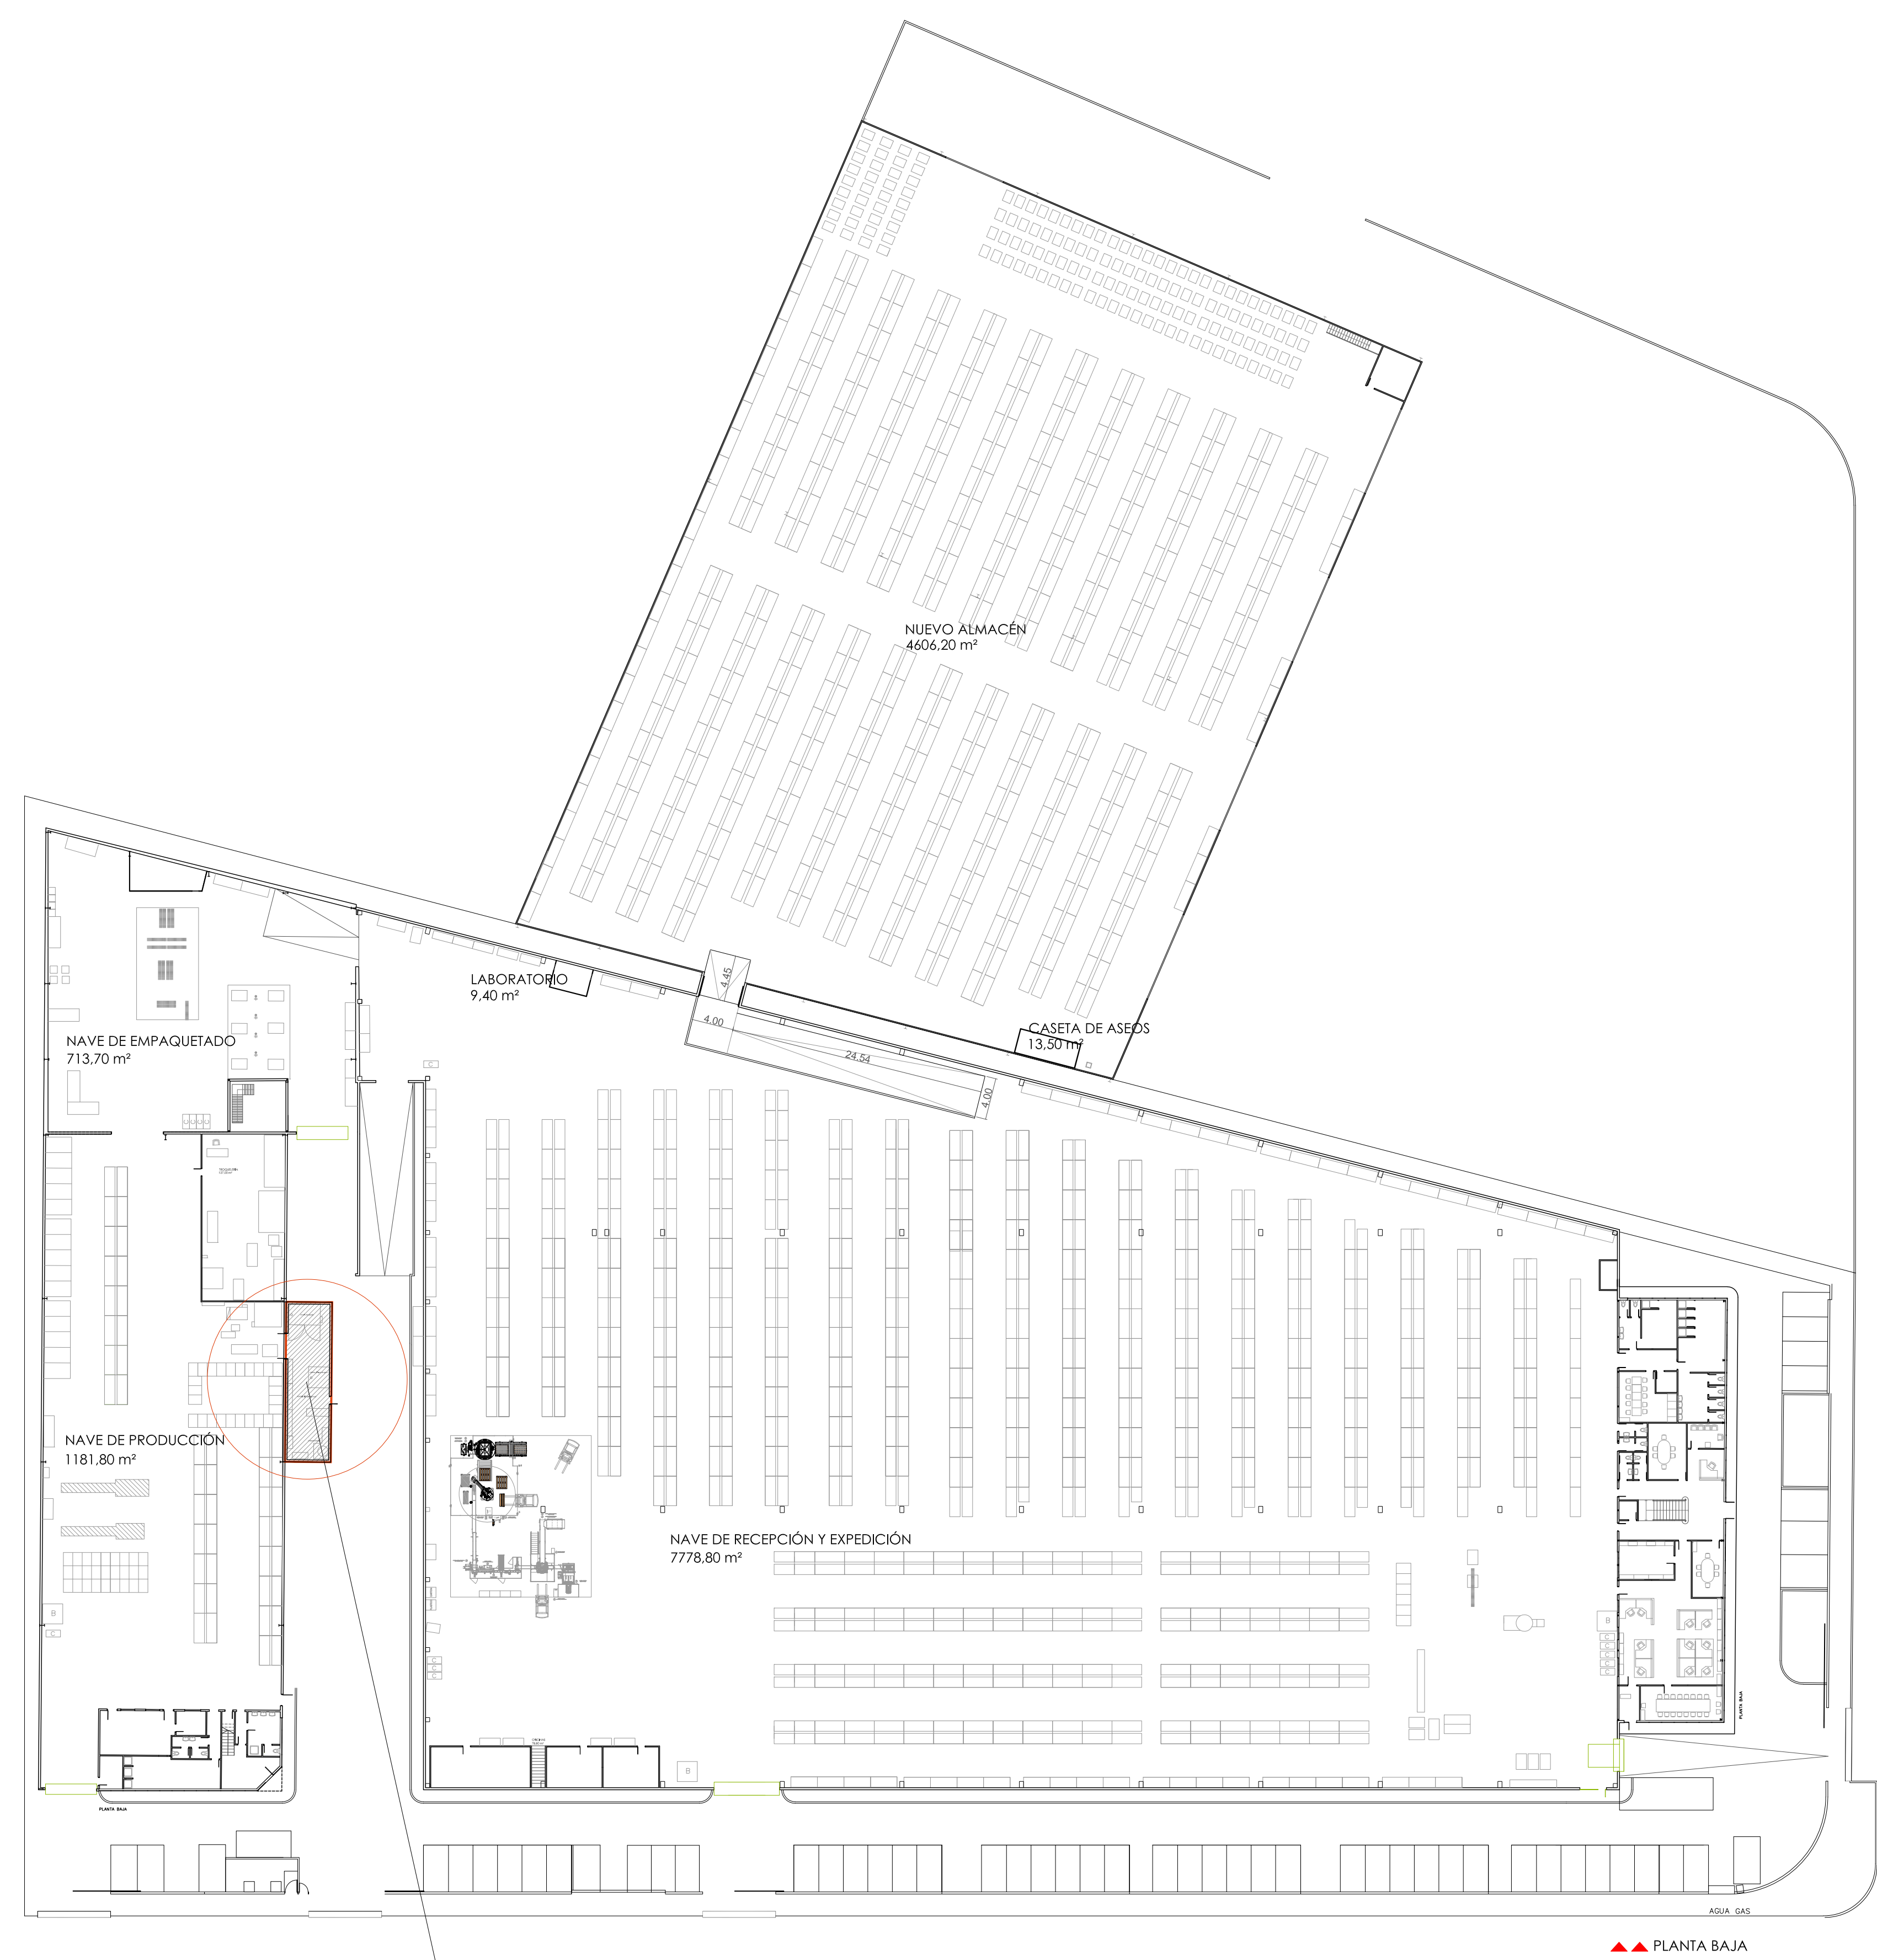 NUEVO ALMACÉN
4606,20 m²
LABORATORIO
9,40 m²
4.45
4.00
24.54
4.00
CASETA DE ASEOS
13,50 m²
NAVE DE EMPAQUETADO
713,70 m²
NAVE DE PRODUCCIÓN
1181,80 m²
NAVE DE RECEPCIÓN Y EXPEDICIÓN
7778,80 m²
PLANTA BAJA
PLANTA BAJA
AGUA GAS
PLANTA BAJA